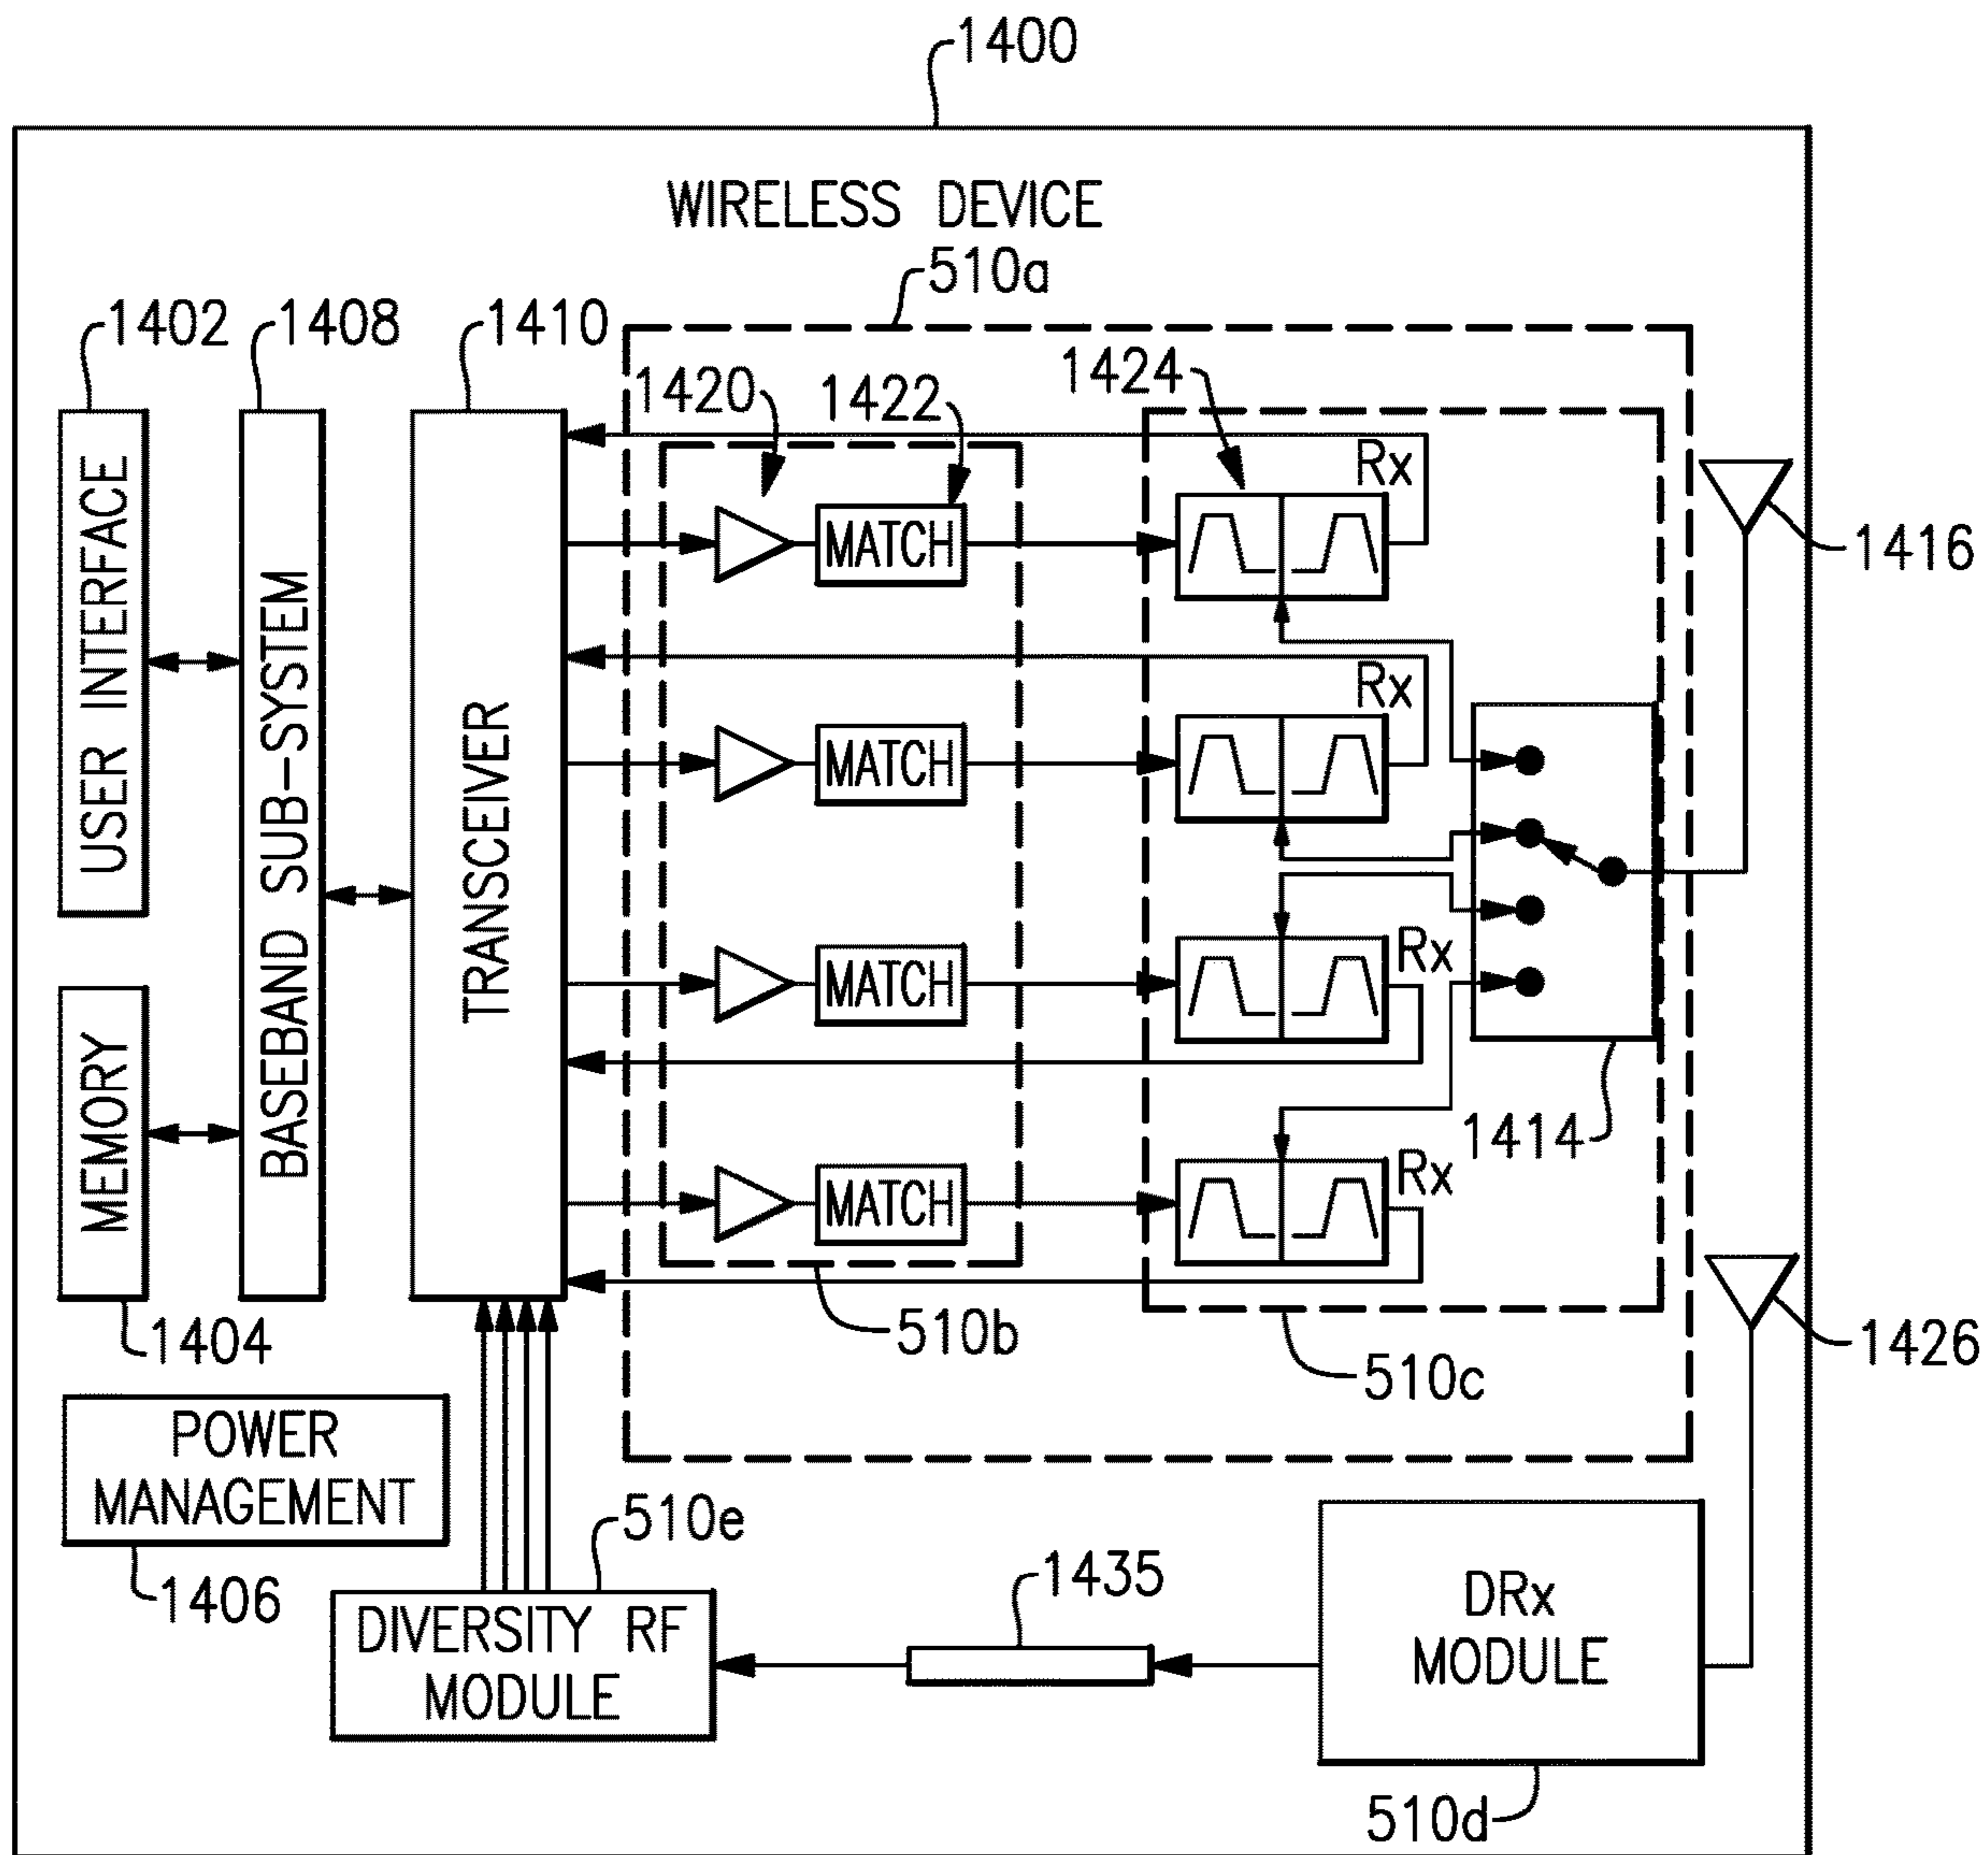 1400
WIRELESS DEVICE
510a
1402
1408
1410
1420
1422
1424
Rx
MATCH
1416
USER INTERFACE
BASEBAND SUB-SYSTEM
TRANSCEIVER
Rx
MATCH
Rx
MATCH
MEMORY
1414
Rx
MATCH
1404
510b
510c
1426
POWER
MANAGEMENT
1406
510e
DIVERSITY RF
MODULE
1435
DRx
MODULE
510d